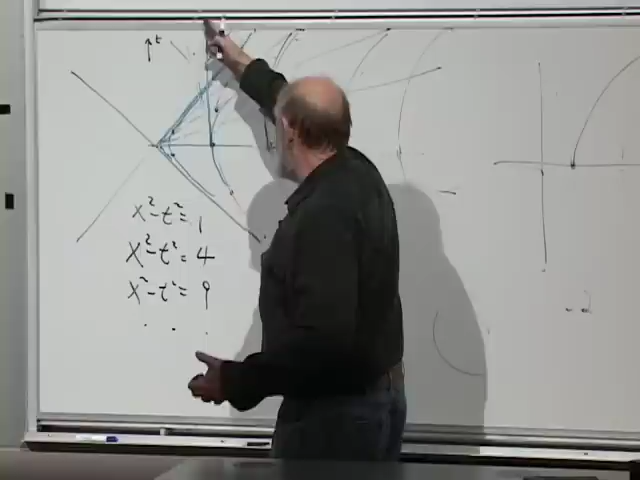 t
x² - t² = 1
x² - t² = 4
x² - t² = 9
. . .